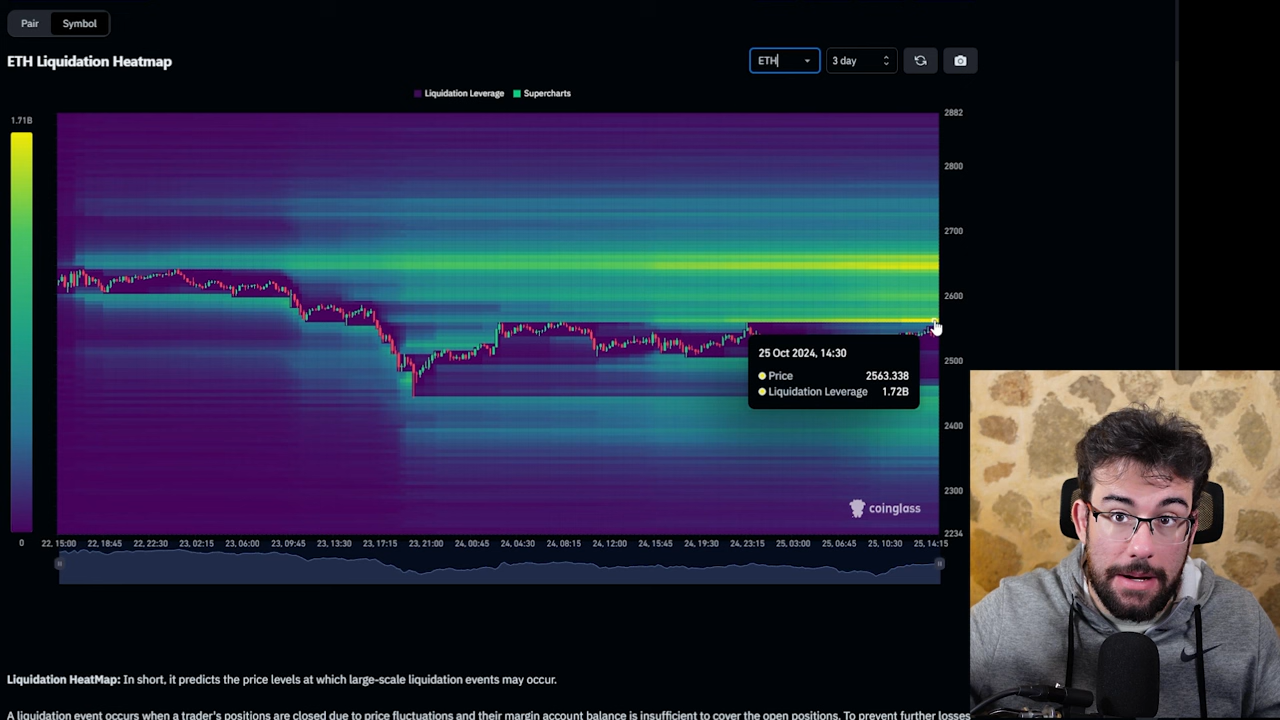 Pair Symbol
ETH Liquidation Heatmap
ETH 3 day
Liquidation Leverage Supercharts
1.71B
0
2882
2800
2700
2600
2500
2400
2300
2234
25 Oct 2024, 14:30
Price 2563.338
Liquidation Leverage 1.72B
coinglass
22, 15:00 22, 18:45 22, 22:30 23, 02:15 23, 06:00 23, 09:45 23, 13:30 23, 17:15 23, 21:00 24, 00:45 24, 04:30 24, 08:15 24, 12:00 24, 15:45 24, 19:30 24, 23:15 25, 03:00 25, 06:45 25, 10:30 25, 14:15
Liquidation HeatMap: In short, it predicts the price levels at which large-scale liquidation events may occur.
A liquidation event occurs when a trader's positions are closed due to price fluctuations and their margin account balance is insufficient to cover the open positions. To prevent further losses